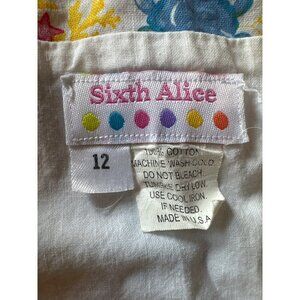 Sixth Alice
12
100% COTTON
MACHINE WASH COLD.
DO NOT BLEACH.
TUMBLE DRY LOW.
USE COOL IRON.
IF NEEDED.
MADE IN U.S.A